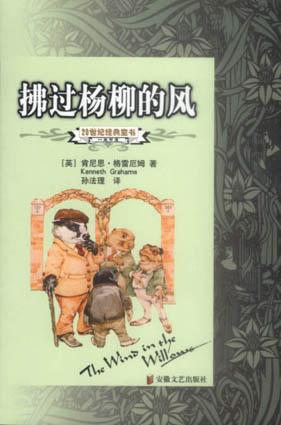 拂过杨柳的风
20世纪经典童书
［英］肯尼思·格雷厄姆 著
Kenneth Grahame
孙法理 译
The Wind in the
Willows
安徽文艺出版社